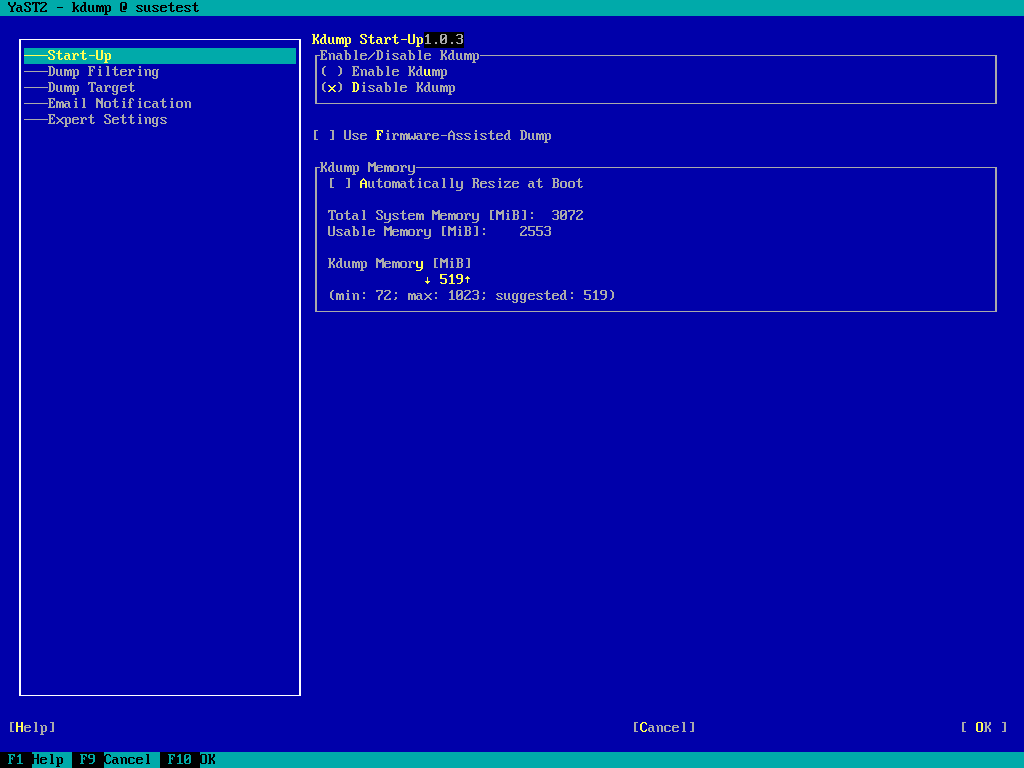 YaST2 - kdump @ susetest
Start-Up
Dump Filtering
Dump Target
Email Notification
Expert Settings
Kdump Start-Up1.0.3
Enable/Disable Kdump
( ) Enable Kdump
(x) Disable Kdump
[ ] Use Firmware-Assisted Dump
Kdump Memory
[ ] Automatically Resize at Boot
Total System Memory [MiB]: 3072
Usable Memory [MiB]: 2553
Kdump Memory [MiB]
↓ 519↑
(min: 72; max: 1023; suggested: 519)
[Help] [Cancel] [ OK ]
F1 Help F9 Cancel F10 OK